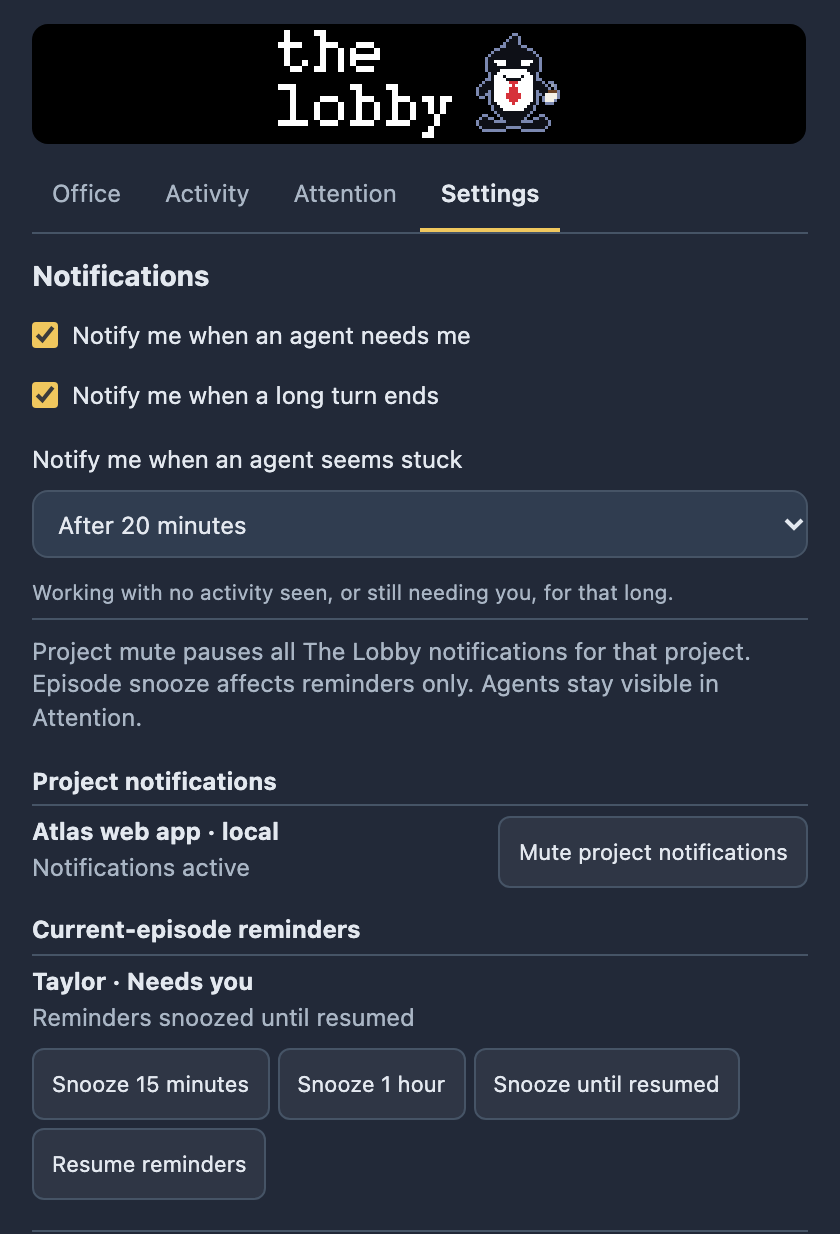 the
lobby
Office Activity Attention Settings
Notifications
Notify me when an agent needs me
Notify me when a long turn ends
Notify me when an agent seems stuck
After 20 minutes
Working with no activity seen, or still needing you, for that long.
Project mute pauses all The Lobby notifications for that project.
Episode snooze affects reminders only. Agents stay visible in
Attention.
Project notifications
Atlas web app · local
Notifications active
Mute project notifications
Current-episode reminders
Taylor · Needs you
Reminders snoozed until resumed
Snooze 15 minutes Snooze 1 hour Snooze until resumed
Resume reminders